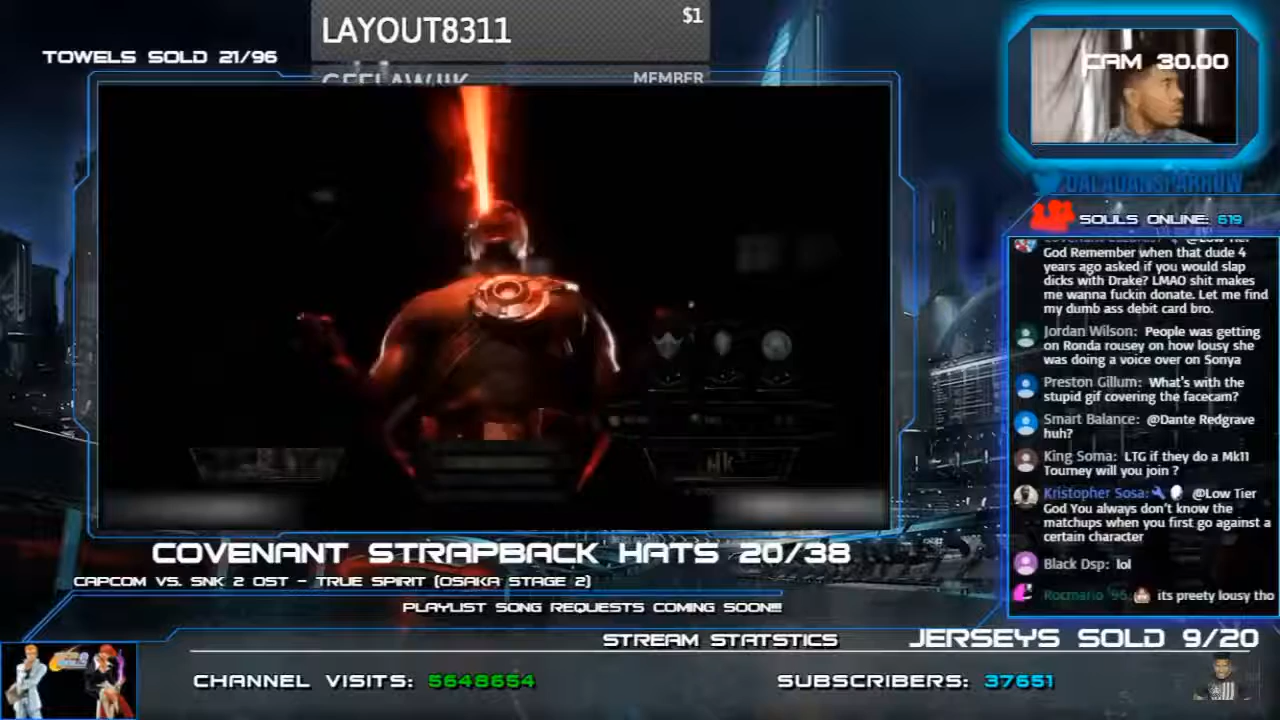 LAYOUT8311
$1
TOWELS SOLD 21/96
MEMBER
CAM 30.00
DALAUANSPARROW
SOULS ONLINE: 619
@Low Tier
God Remember when that dude 4
years ago asked if you would slap
dicks with Drake? LMAO shit makes
me wanna fuckin donate. Let me find
my dumb ass debit card bro.
Jordan Wilson: People was getting
on Ronda rousey on how lousy she
was doing a voice over on Sonya
Preston Gillum: What's with the
stupid gif covering the facecam?
Smart Balance: @Dante Redgrave
huh?
King Soma: LTG if they do a Mk11
Tourney will you join ?
Kristopher Sosa: @Low Tier
God You always don't know the
matchups when you first go against a
certain character
Black Dsp: lol
Rocmario '96: its preety lousy tho
COVENANT STRAPBACK HATS 20/38
CAPCOM VS. SNK 2 OST - TRUE SPIRIT (OSAKA STAGE 2)
PLAYLIST SONG REQUESTS COMING SOON!!!
STREAM STATSTICS
JERSEYS SOLD 9/20
CHANNEL VISITS: 5648654
SUBSCRIBERS: 37651